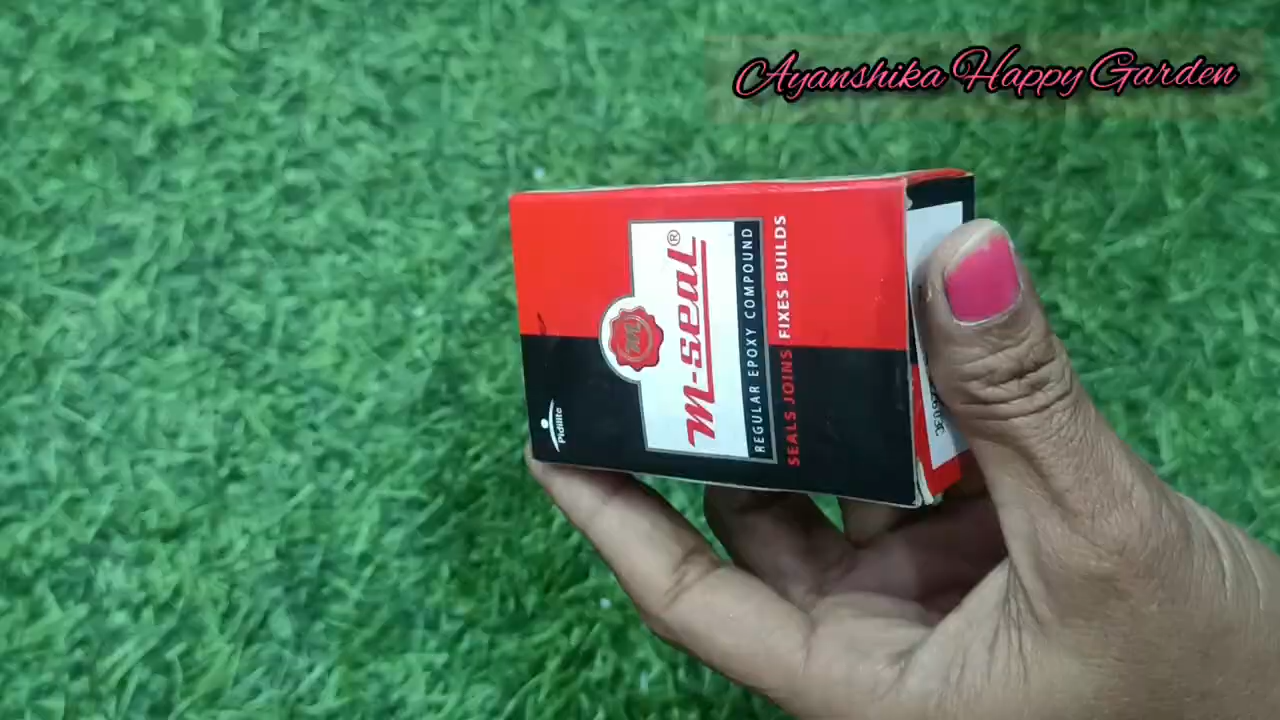 Ayanshika Happy Garden
m-seal®
REGULAR EPOXY COMPOUND
SEALS JOINS FIXES BUILDS
Pidilite